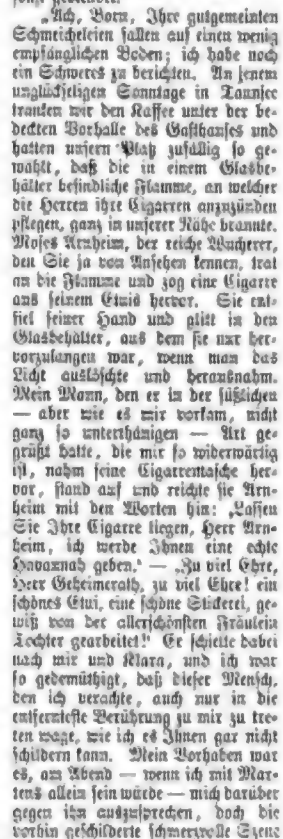 „Ach, Born, Ihre gutgemeinten
Schmeicheleien fallen auf einen wenig
empfänglichen Boden; ich habe noch
ein Schweres zu berichten. An jenem
unglückseligen Sonntage in Taunsee
tranken wir den Kaffee unter der be-
deckten Vorhalle des Gasthauses und
hatten unsern Platz zufällig so ge-
wählt, daß die in einem Glasbe-
hälter befindliche Flamme, an welcher
die Herren ihre Cigarren anzuzünden
pflegen, ganz in unserer Nähe brannte.
Moses Arnheim, der reiche Wucherer,
den Sie ja von Ansehen kennen, trat
an die Flamme und zog eine Cigarre
aus seinem Etuis hervor. Sie ent-
fiel seiner Hand und glitt in den
Glasbehälter, aus dem sie nur her-
vorzulangen war, wenn man das
Licht auslöschte und herausnahm.
Mein Mann, den er in der süßlichen
— aber wie es mir vorkam, nicht
ganz so unterthänigen — Art ge-
grüßt hatte, die mir so widerwärtig
ist, nahm seine Cigarrentasche her-
vor, stand auf und reichte sie Arn-
heim mit den Worten hin: „Lassen
Sie Ihre Cigarre liegen, Herr Arn-
heim, ich werde Ihnen eine echte
Havannah geben.“ — „Zu viel Ehre,
Herr Geheimerath, zu viel Ehre! ein
schönes Etui, eine schöne Stickerei, ge-
wiß von der allerschönsten Fräulein
Tochter gearbeitet!“ Er schielte dabei
nach mir und Klara, und ich war
so gedemüthigt, daß dieser Mensch,
den ich verachte, auch nur in die
entfernteste Berührung zu mir zu tre-
ten wage, wie ich es Ihnen gar nicht
schildern kann. Mein Vorhaben war
es, am Abend — wenn ich mit Mar-
tens allein sein würde — mich darüber
gegen ihn auszusprechen, doch die
vorhin geschilderte schmerzvolle Szene